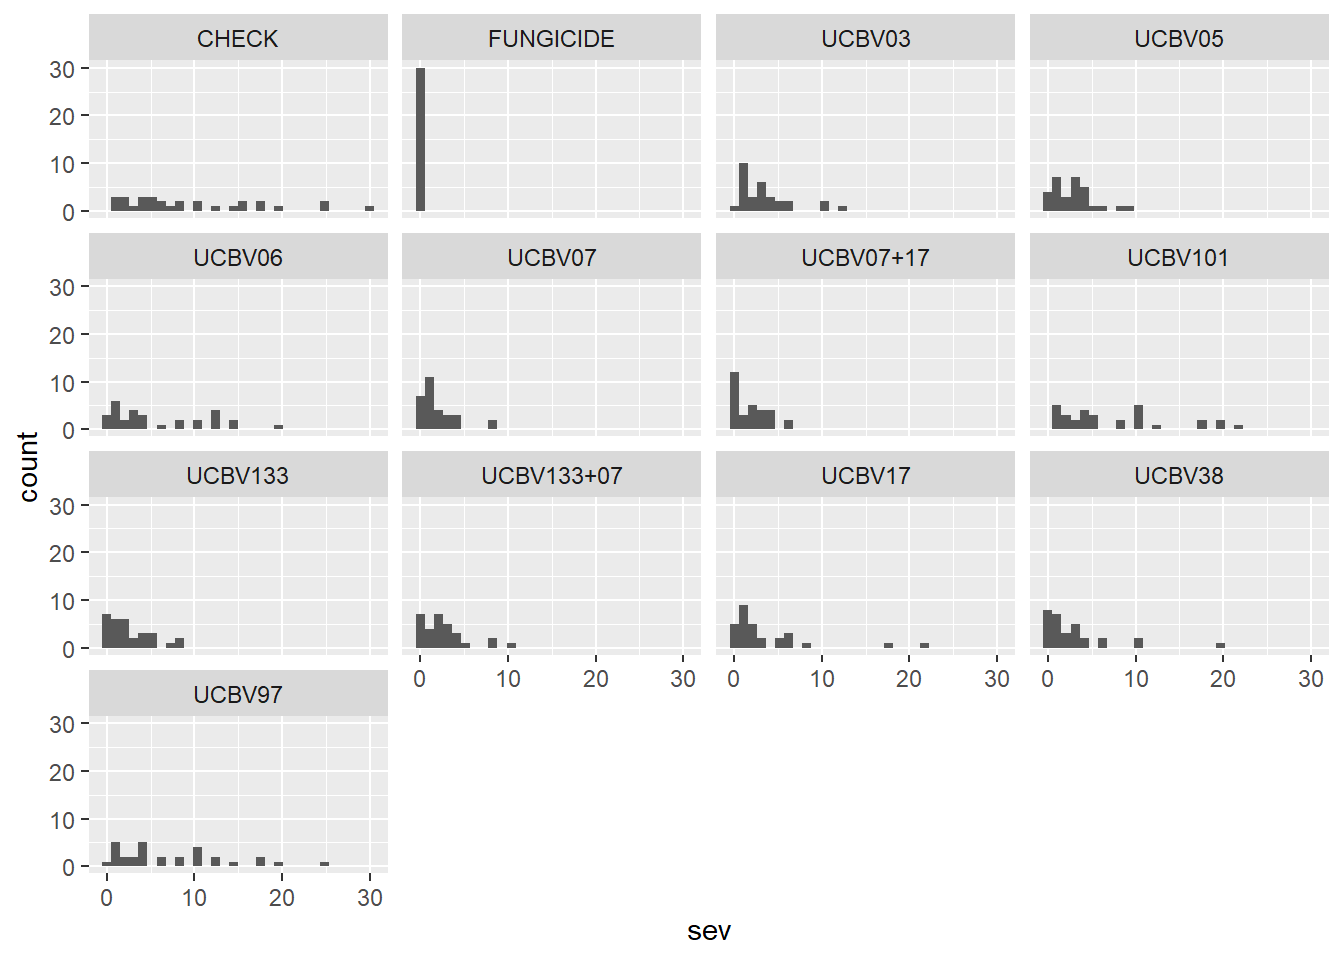 CHECK FUNGICIDE UCBV03 UCBV05
30
20
10
0
UCBV06 UCBV07 UCBV07+17 UCBV101
30
20
10
0
UCBV133 UCBV133+07 UCBV17 UCBV38
30
20
10
0
0 10 20 30 0 10 20 30 0 10 20 30
UCBV97
30
20
10
0
0 10 20 30
count
sev